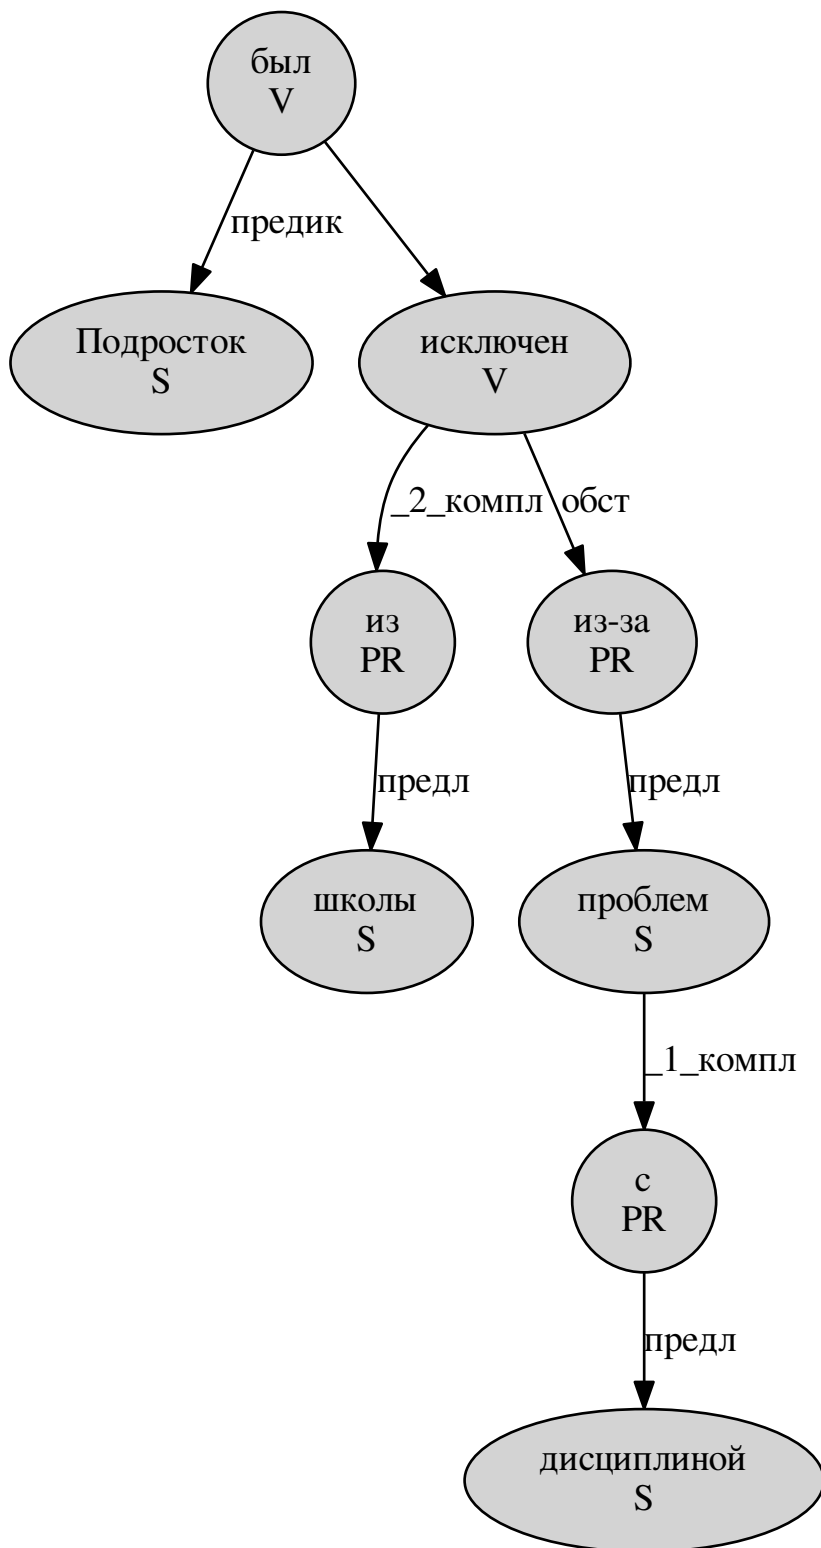 был
V
предик
Подросток
S
исключен
V
_2_компл
обст
из
PR
из-за
PR
предл
предл
школы
S
проблем
S
_1_компл
с
PR
предл
дисциплиной
S